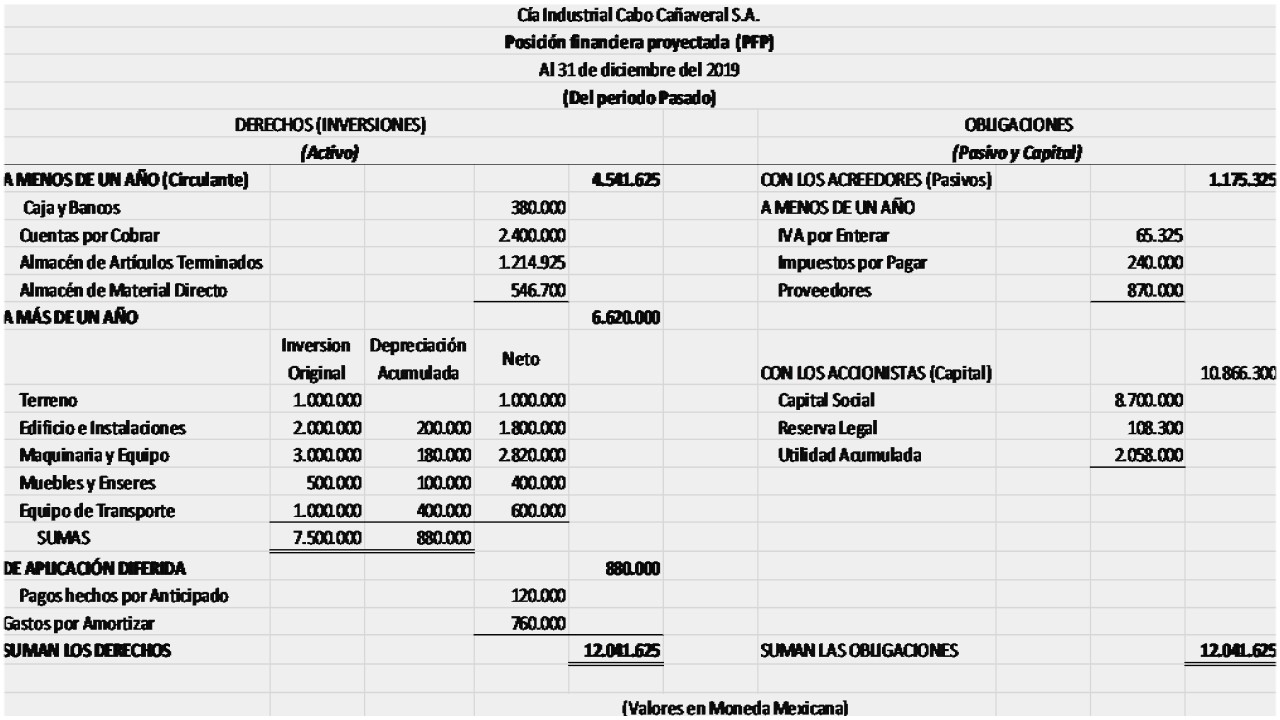 Cía Industrial Cabo Cañaveral S.A.
Posición financiera proyectada (PFP)
Al 31 de diciembre del 2019
(Del periodo Pasado)
DERECHOS (INVERSIONES) OBLIGACIONES
(Activo) (Pasivo y Capital)
A MENOS DE UN AÑO (Circulante) 4.541.625 CON LOS ACREEDORES (Pasivos) 1.175.325
Caja y Bancos 380.000 A MENOS DE UN AÑO
Cuentas por Cobrar 2.400.000 IVA por Enterar 65.325
Almacén de Artículos Terminados 1.214.925 Impuestos por Pagar 240.000
Almacén de Material Directo 546.700 Proveedores 870.000
A MÁS DE UN AÑO 6.620.000
Inversion Original Depreciación Acumulada Neto CON LOS ACCIONISTAS (Capital) 10.866.300
Terreno 1.000.000 1.000.000 Capital Social 8.700.000
Edificio e Instalaciones 2.000.000 200.000 1.800.000 Reserva Legal 108.300
Maquinaria y Equipo 3.000.000 180.000 2.820.000 Utilidad Acumulada 2.058.000
Muebles y Enseres 500.000 100.000 400.000
Equipo de Transporte 1.000.000 400.000 600.000
SUMAS 7.500.000 880.000
DE APLICACIÓN DIFERIDA 880.000
Pagos hechos por Anticipado 120.000
Gastos por Amortizar 760.000
SUMAN LOS DERECHOS 12.041.625 SUMAN LAS OBLIGACIONES 12.041.625
(Valores en Moneda Mexicana)